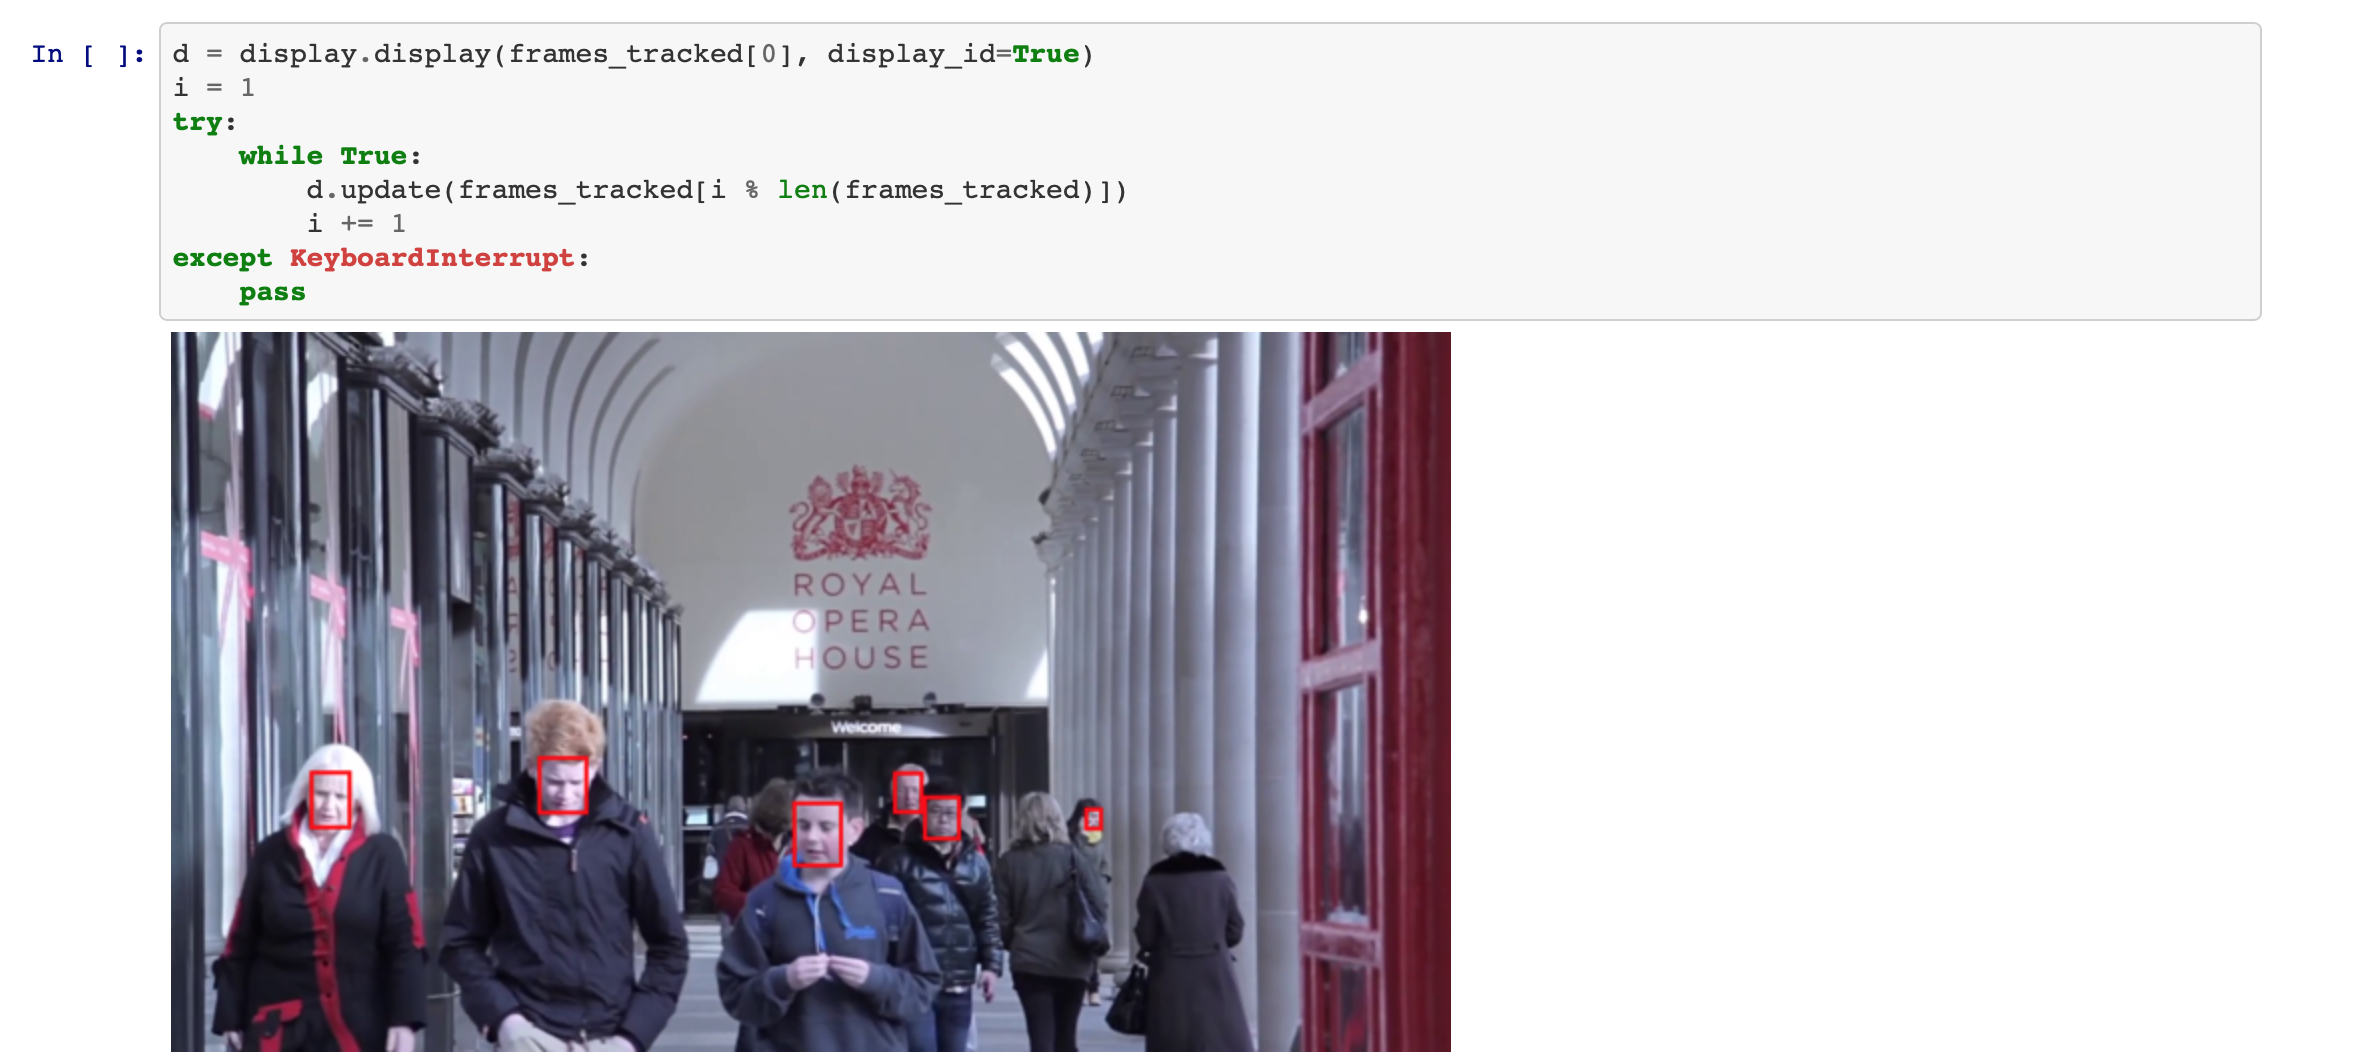 In [ ]: d = display.display(frames_tracked[0], display_id=True)
i = 1
try:
    while True:
        d.update(frames_tracked[i % len(frames_tracked)])
        i += 1
except KeyboardInterrupt:
    pass
ROYAL
OPERA
HOUSE
Welcome